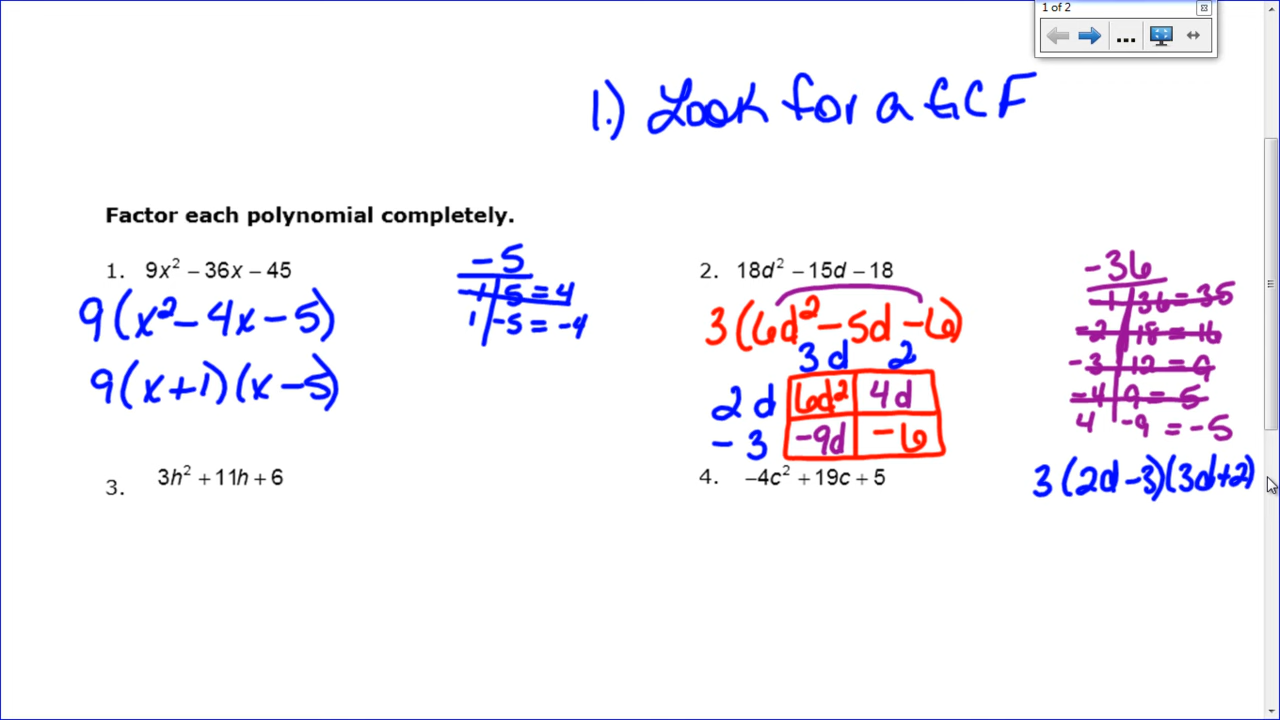 1 of 2
...
1.) Look for a GCF
Factor each polynomial completely.
1. 9x² – 36x – 45
9(x² – 4x – 5)
9(x + 1)(x – 5)
– 5
-1 | 5 = 4
1 | -5 = -4
2. 18d² – 15d – 18
3(6d² – 5d – 6)
3d 2
2d 6d² 4d
– 3 -9d – 6
-36
-1 | 36 = 35
-2 | 18 = 16
-3 | 12 = 9
-4 | 9 = 5
4 | -9 = -5
3(2d – 3)(3d + 2)
3. 3h² + 11h + 6
4. –4c² + 19c + 5